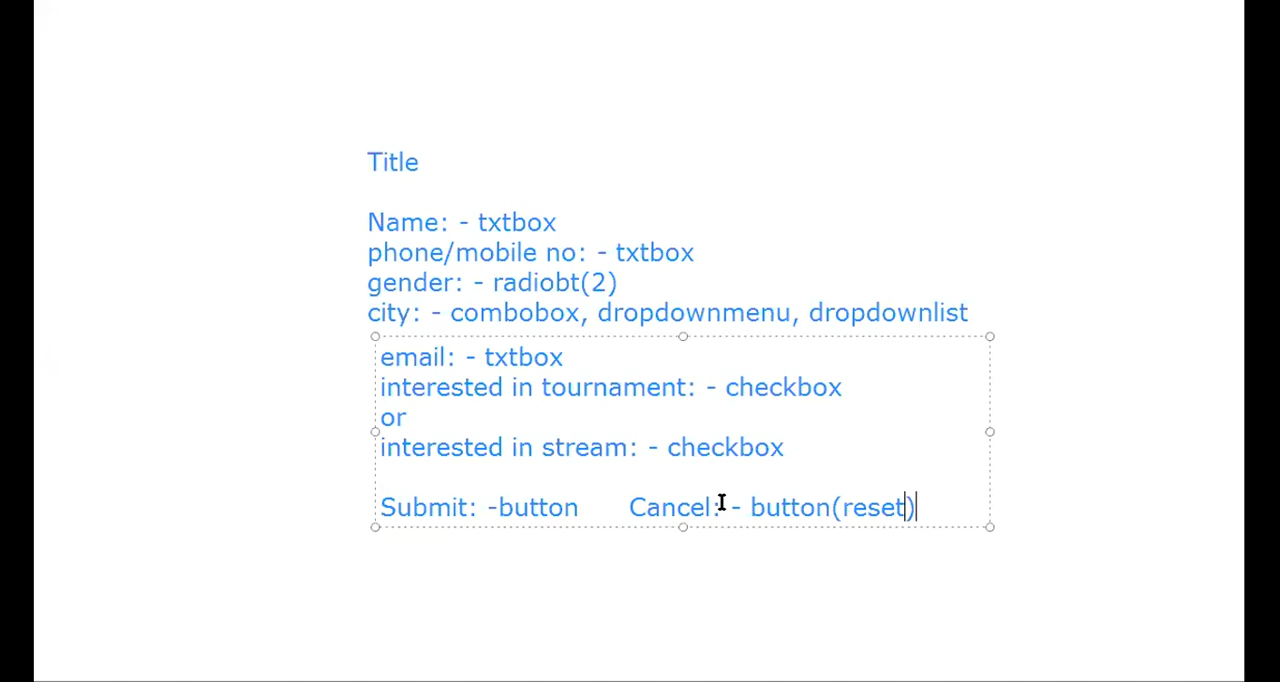 Title
Name: - txtbox
phone/mobile no: - txtbox
gender: - radiobt(2)
city: - combobox, dropdownmenu, dropdownlist
email: - txtbox
interested in tournament: - checkbox
or
interested in stream: - checkbox
Submit: -button Cancel: - button(reset)